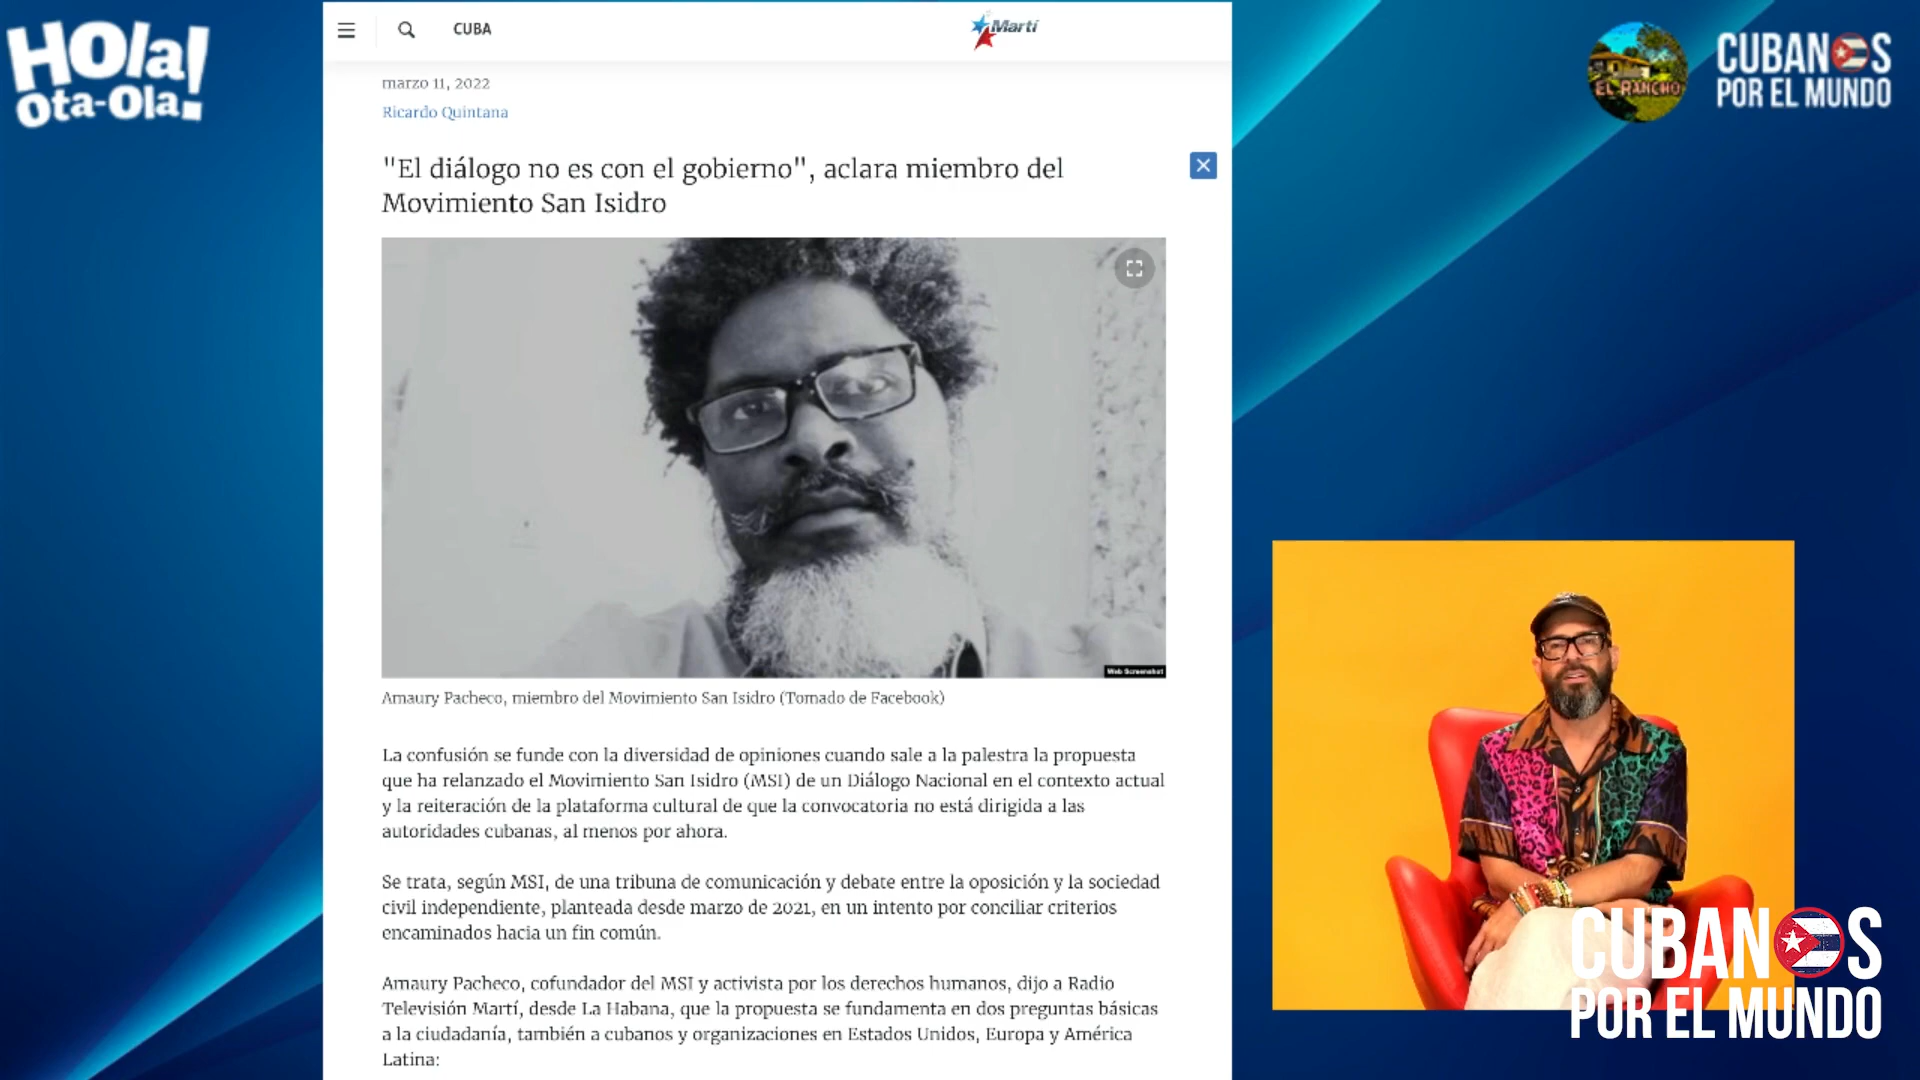 Hola!
Ota-Ola!
CUBA
Martí
EL RANCHO
CUBANOS
POR EL MUNDO
marzo 11, 2022
Ricardo Quintana
"El diálogo no es con el gobierno", aclara miembro del
Movimiento San Isidro
Web Screenshot
Amaury Pacheco, miembro del Movimiento San Isidro (Tomado de Facebook)
La confusión se funde con la diversidad de opiniones cuando sale a la palestra la propuesta
que ha relanzado el Movimiento San Isidro (MSI) de un Diálogo Nacional en el contexto actual
y la reiteración de la plataforma cultural de que la convocatoria no está dirigida a las
autoridades cubanas, al menos por ahora.
Se trata, según MSI, de una tribuna de comunicación y debate entre la oposición y la sociedad
civil independiente, planteada desde marzo de 2021, en un intento por conciliar criterios
encaminados hacia un fin común.
Amaury Pacheco, cofundador del MSI y activista por los derechos humanos, dijo a Radio
Televisión Martí, desde La Habana, que la propuesta se fundamenta en dos preguntas básicas
a la ciudadanía, también a cubanos y organizaciones en Estados Unidos, Europa y América
Latina:
CUBANOS
POR EL MUNDO